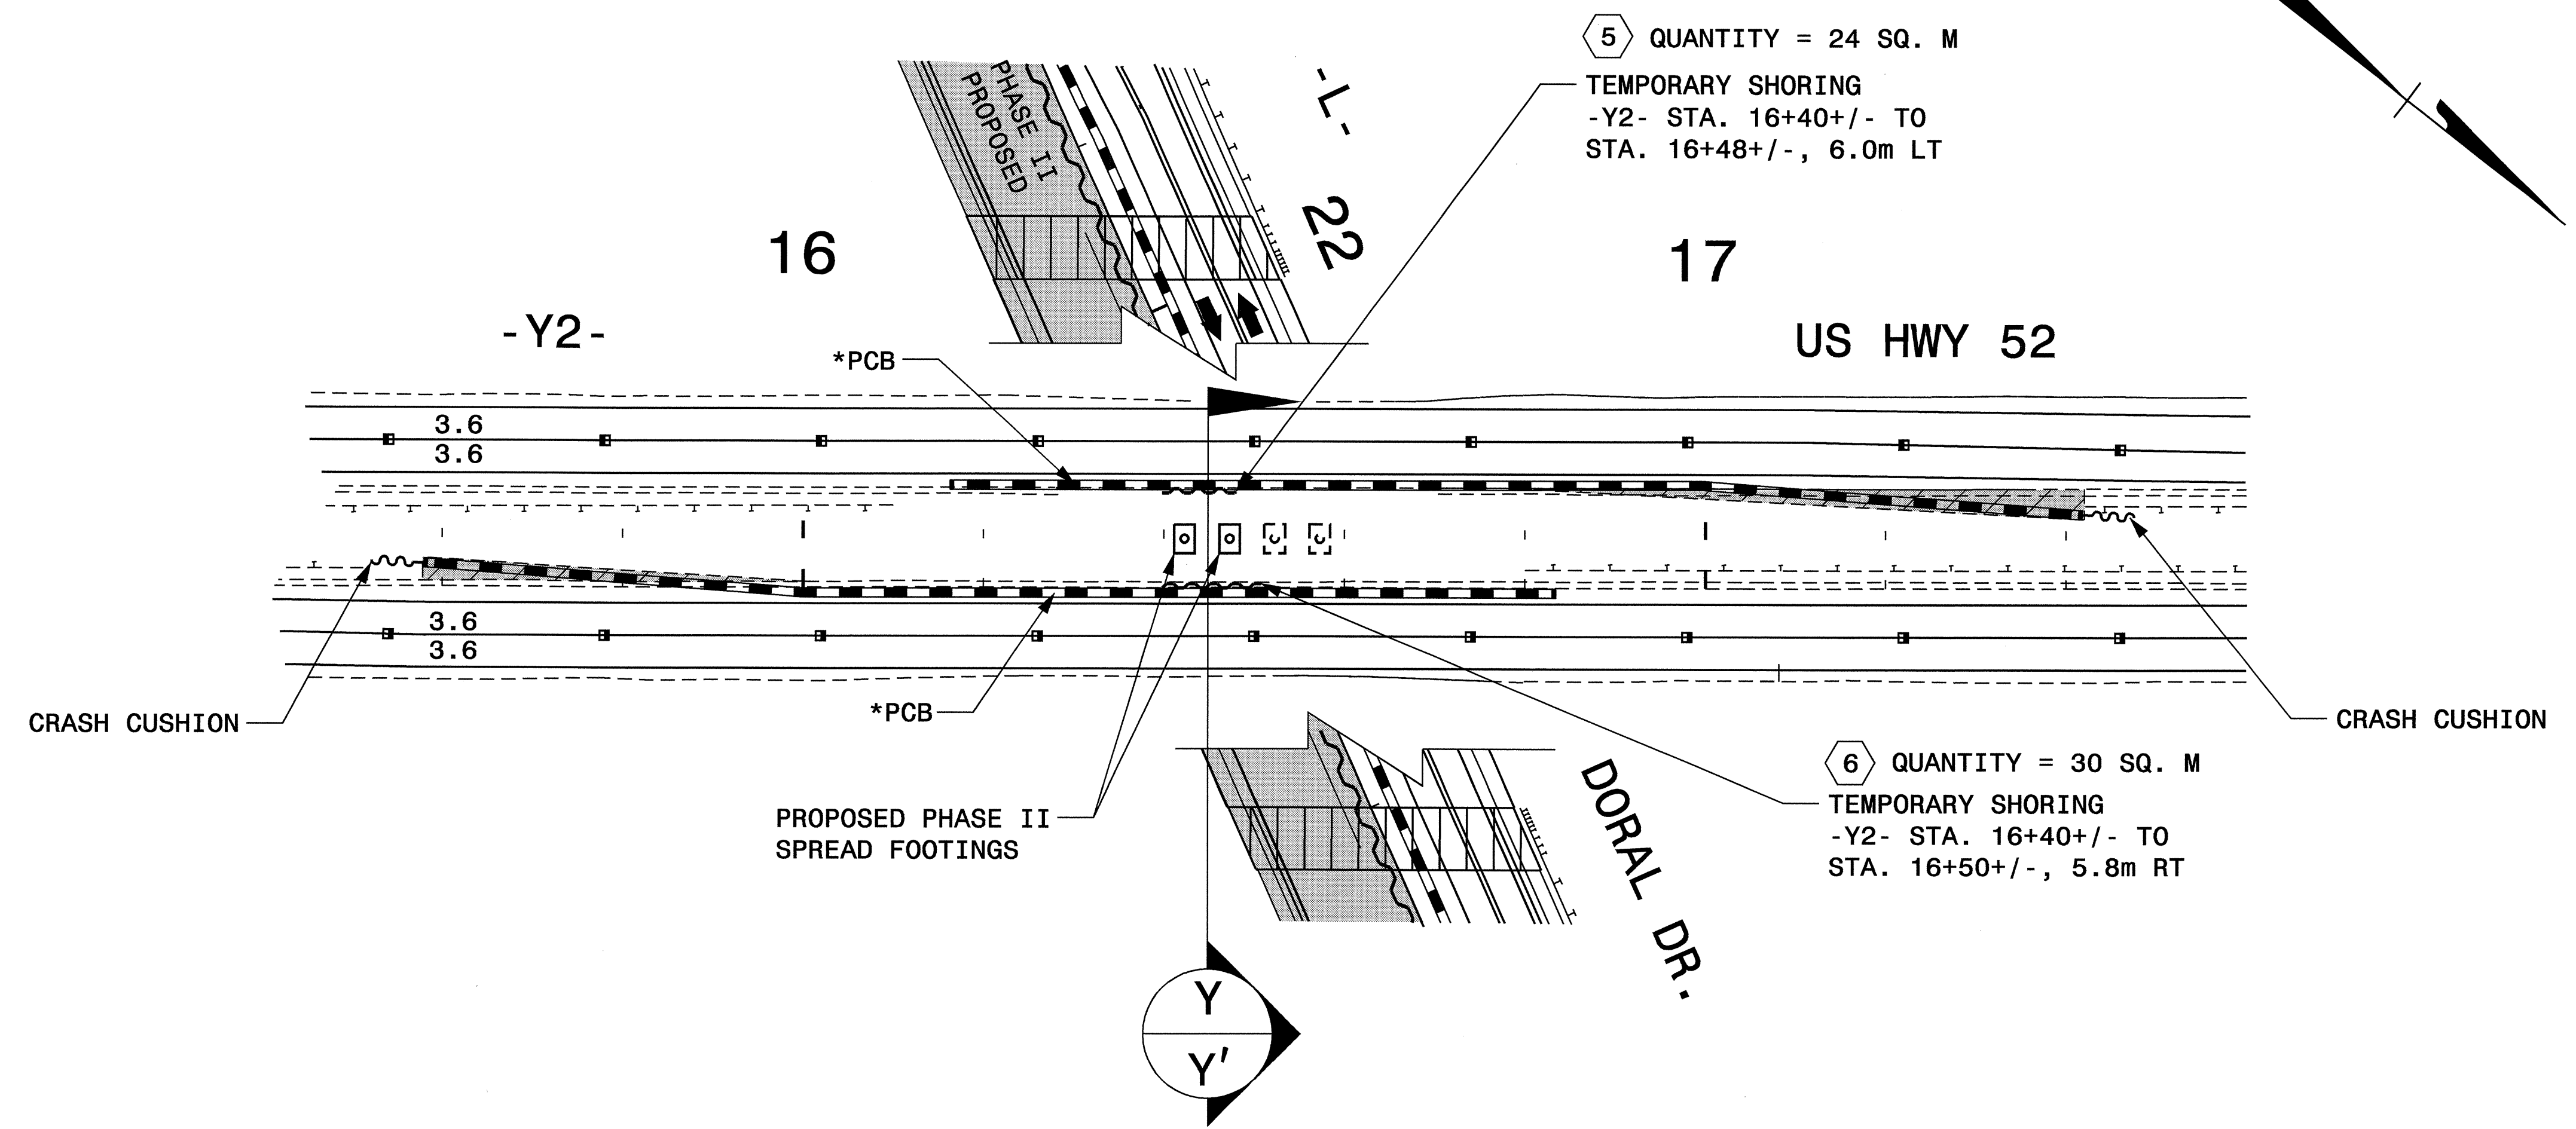 5 QUANTITY = 24 SQ. M
TEMPORARY SHORING
-Y2- STA. 16+40+/- TO
STA. 16+48+/-, 6.0m LT
PHASE II
PROPOSED
-L-
22
16
17
-Y2-
US HWY 52
*PCB
3.6
3.6
3.6
3.6
*PCB
CRASH CUSHION
CRASH CUSHION
6 QUANTITY = 30 SQ. M
TEMPORARY SHORING
-Y2- STA. 16+40+/- TO
STA. 16+50+/-, 5.8m RT
PROPOSED PHASE II
SPREAD FOOTINGS
DORAL DR.
Y
Y'